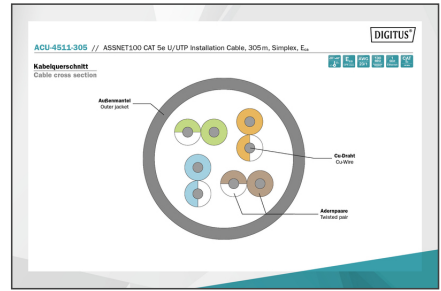 DIGITUS®
ACU-4511-305 // ASSNET100 CAT 5e U/UTP Installation Cable, 305 m, Simplex, Eca
Kabelquerschnitt
Cable cross section
Außenmantel
Outer jacket
Cu-Draht
Cu-Wire
Adernpaare
Twisted pair